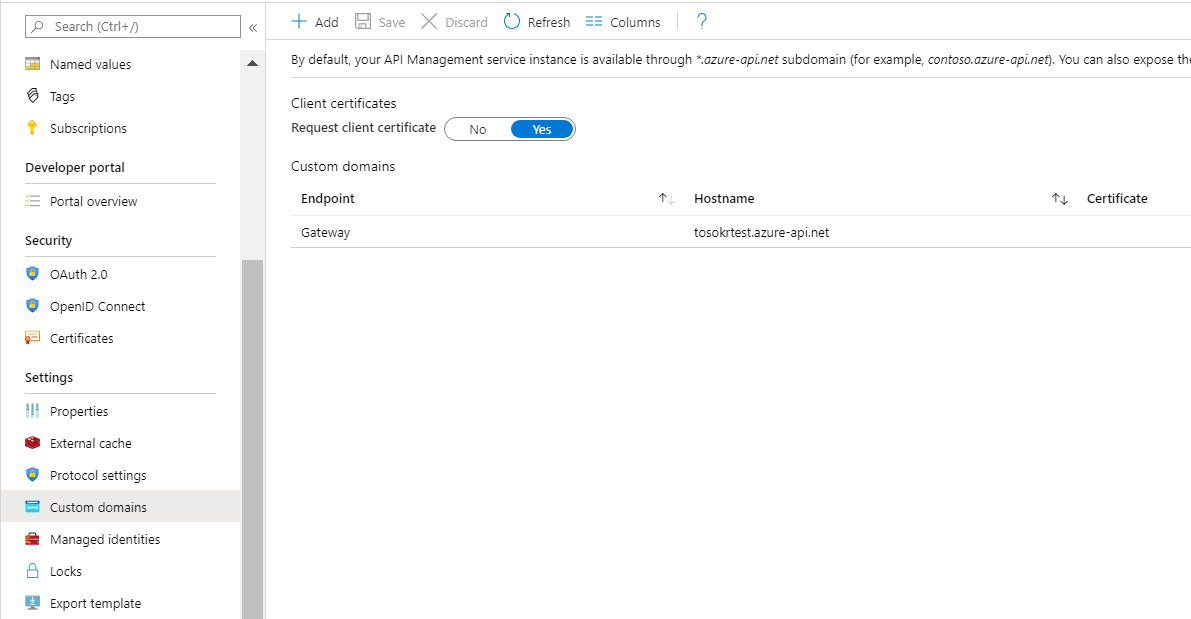 Search (Ctrl+/)
«
Named values
Tags
Subscriptions
Developer portal
Portal overview
Security
OAuth 2.0
OpenID Connect
Certificates
Settings
Properties
External cache
Protocol settings
Custom domains
Managed identities
Locks
Export template
Add Save Discard Refresh Columns ?
By default, your API Management service instance is available through *.azure-api.net subdomain (for example, contoso.azure-api.net). You can also expose the
Client certificates
Request client certificate No Yes
Custom domains
Endpoint Hostname Certificate
Gateway tosokrtest.azure-api.net